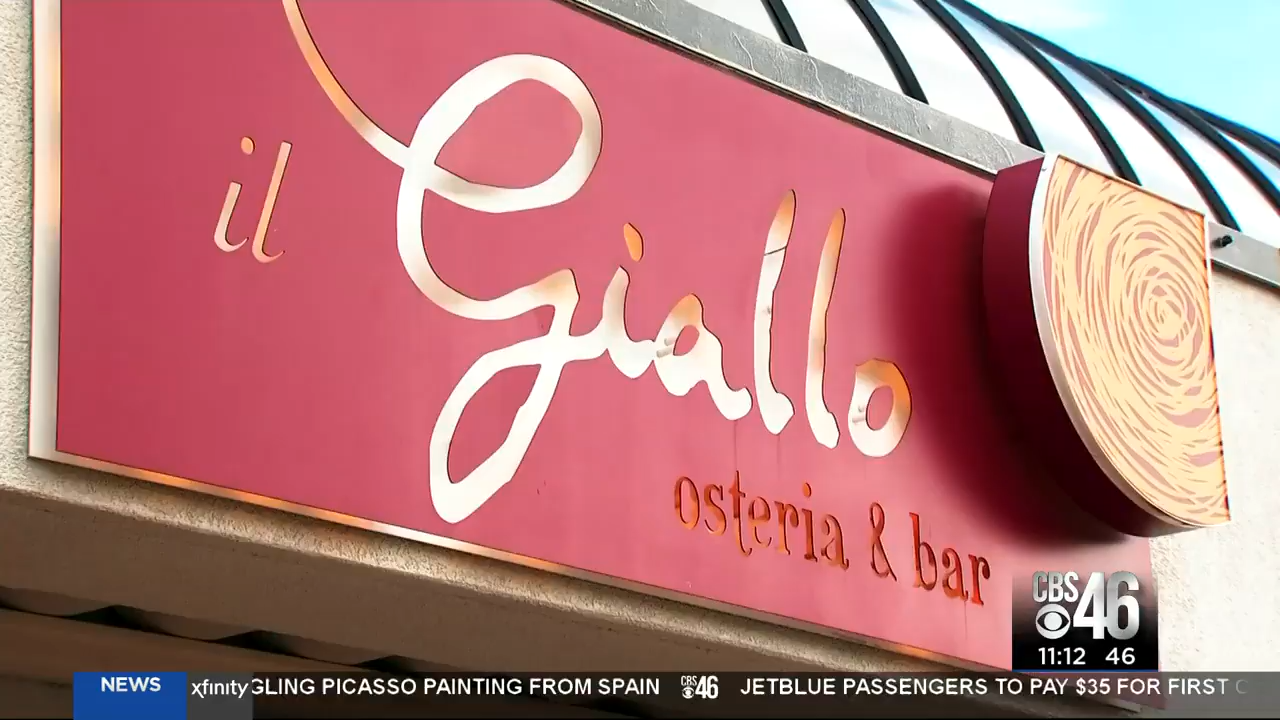 il Giallo
osteria & bar
CBS 46
11:12 46
NEWS xfinity GLING PICASSO PAINTING FROM SPAIN CBS 46 JETBLUE PASSENGERS TO PAY $35 FOR FIRST